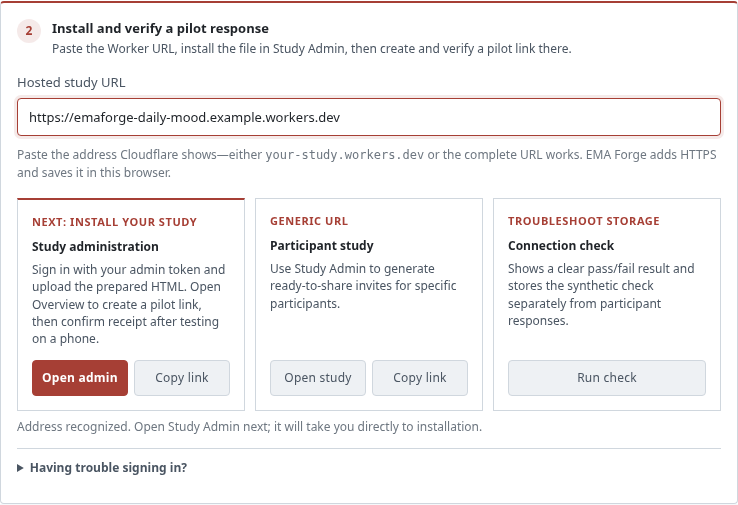 2
Install and verify a pilot response
Paste the Worker URL, install the file in Study Admin, then create and verify a pilot link there.
Hosted study URL
https://emaforge-daily-mood.example.workers.dev
Paste the address Cloudflare shows—either your-study.workers.dev or the complete URL works. EMA Forge adds HTTPS
and saves it in this browser.
NEXT: INSTALL YOUR STUDY
Study administration
Sign in with your admin token and
upload the prepared HTML. Open
Overview to create a pilot link,
then confirm receipt after testing
on a phone.
Open admin
Copy link
GENERIC URL
Participant study
Use Study Admin to generate
ready-to-share invites for specific
participants.
Open study
Copy link
TROUBLESHOOT STORAGE
Connection check
Shows a clear pass/fail result and
stores the synthetic check
separately from participant
responses.
Run check
Address recognized. Open Study Admin next; it will take you directly to installation.
Having trouble signing in?